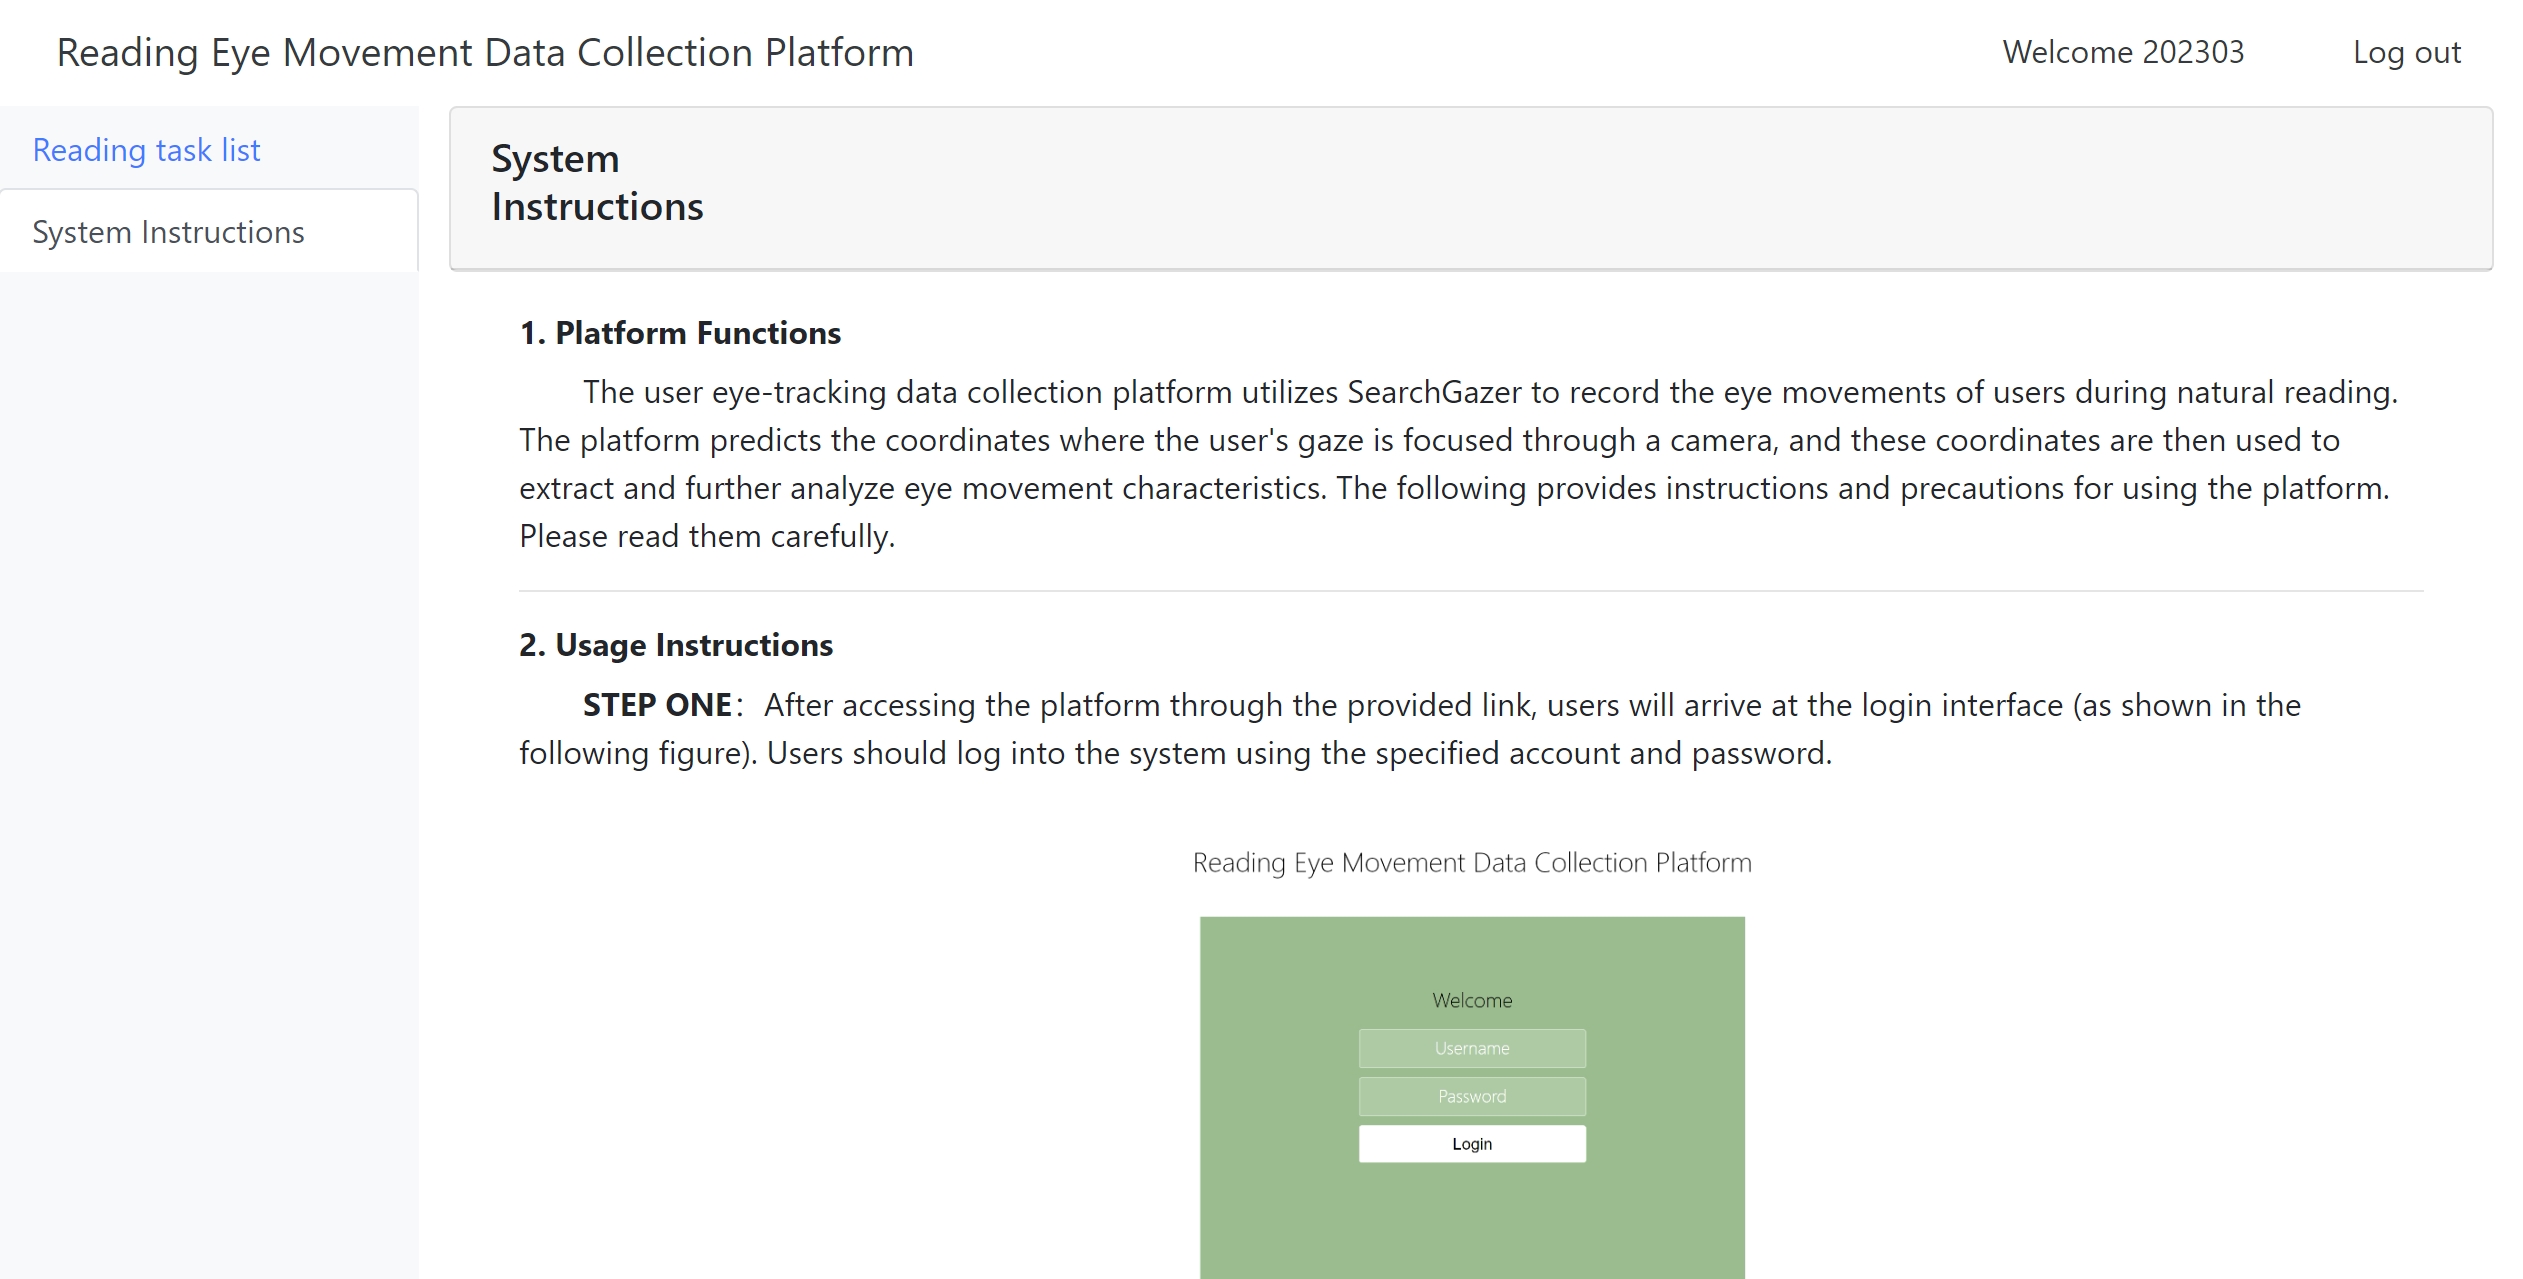 Reading Eye Movement Data Collection Platform
Welcome 202303
Log out
Reading task list
System Instructions
System
Instructions
1. Platform Functions
The user eye-tracking data collection platform utilizes SearchGazer to record the eye movements of users during natural reading.
The platform predicts the coordinates where the user's gaze is focused through a camera, and these coordinates are then used to
extract and further analyze eye movement characteristics. The following provides instructions and precautions for using the platform.
Please read them carefully.
2. Usage Instructions
STEP ONE：After accessing the platform through the provided link, users will arrive at the login interface (as shown in the
following figure). Users should log into the system using the specified account and password.
Reading Eye Movement Data Collection Platform
Welcome
Username
Password
Login